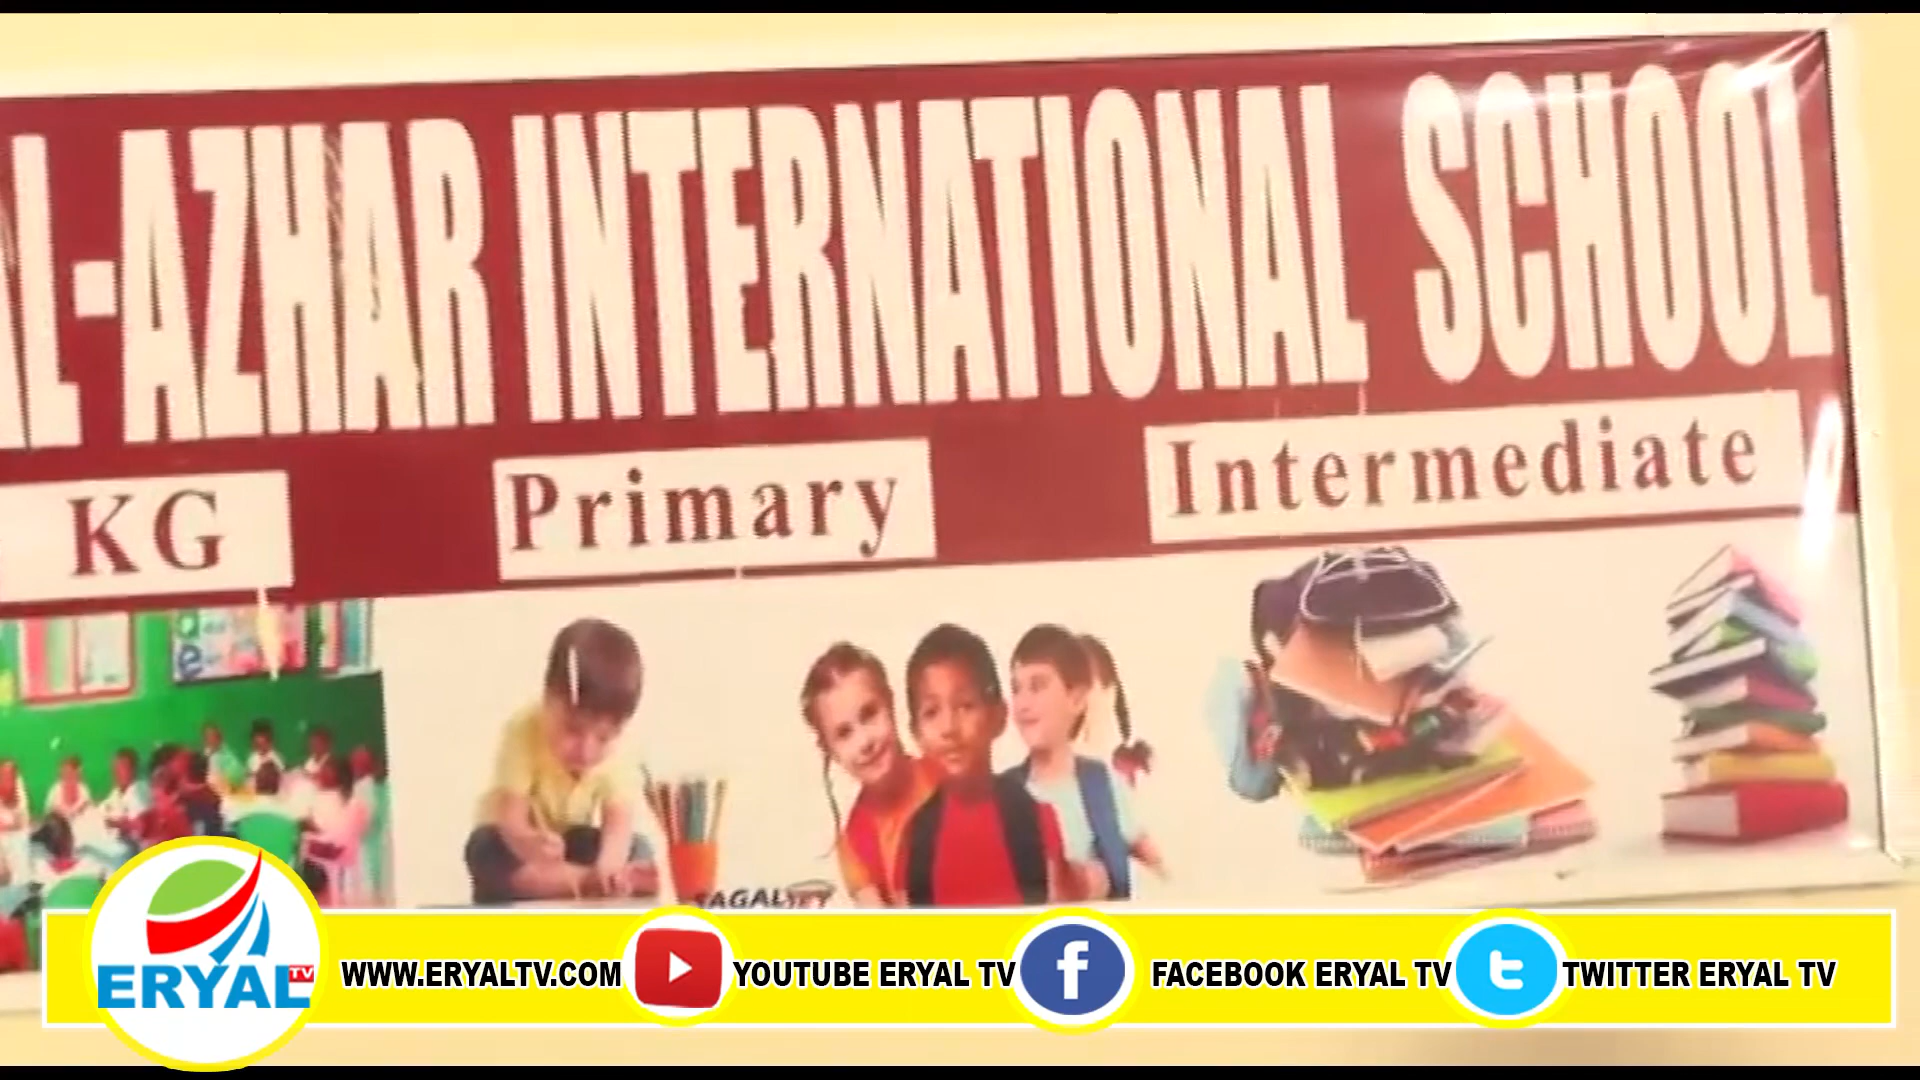 AL-AZHAR INTERNATIONAL SCHOOL
KG
Primary
Intermediate
ERYAL TV
WWW.ERYALTV.COM
YOUTUBE ERYAL TV
FACEBOOK ERYAL TV
TWITTER ERYAL TV